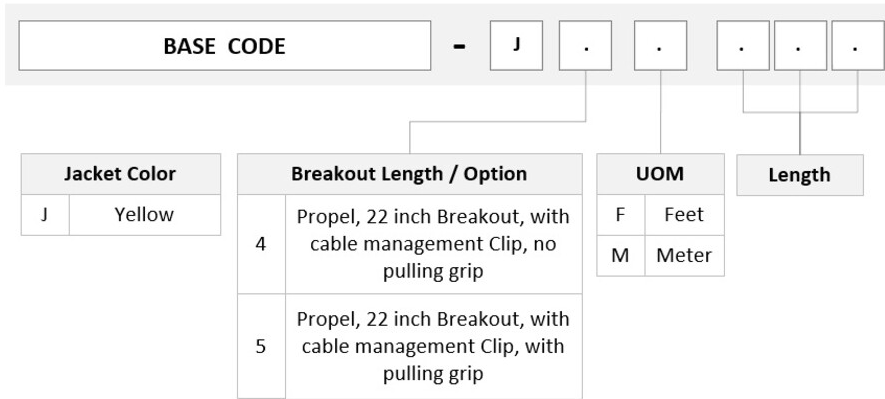 BASE CODE - J . . . . .
Jacket Color
J Yellow
Breakout Length / Option
4 Propel, 22 inch Breakout, with
cable management Clip, no
pulling grip
5 Propel, 22 inch Breakout, with
cable management Clip, with
pulling grip
UOM
F Feet
M Meter
Length